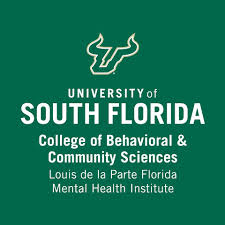 UNIVERSITY of
SOUTH FLORIDA
College of Behavioral &
Community Sciences
Louis de la Parte Florida
Mental Health Institute